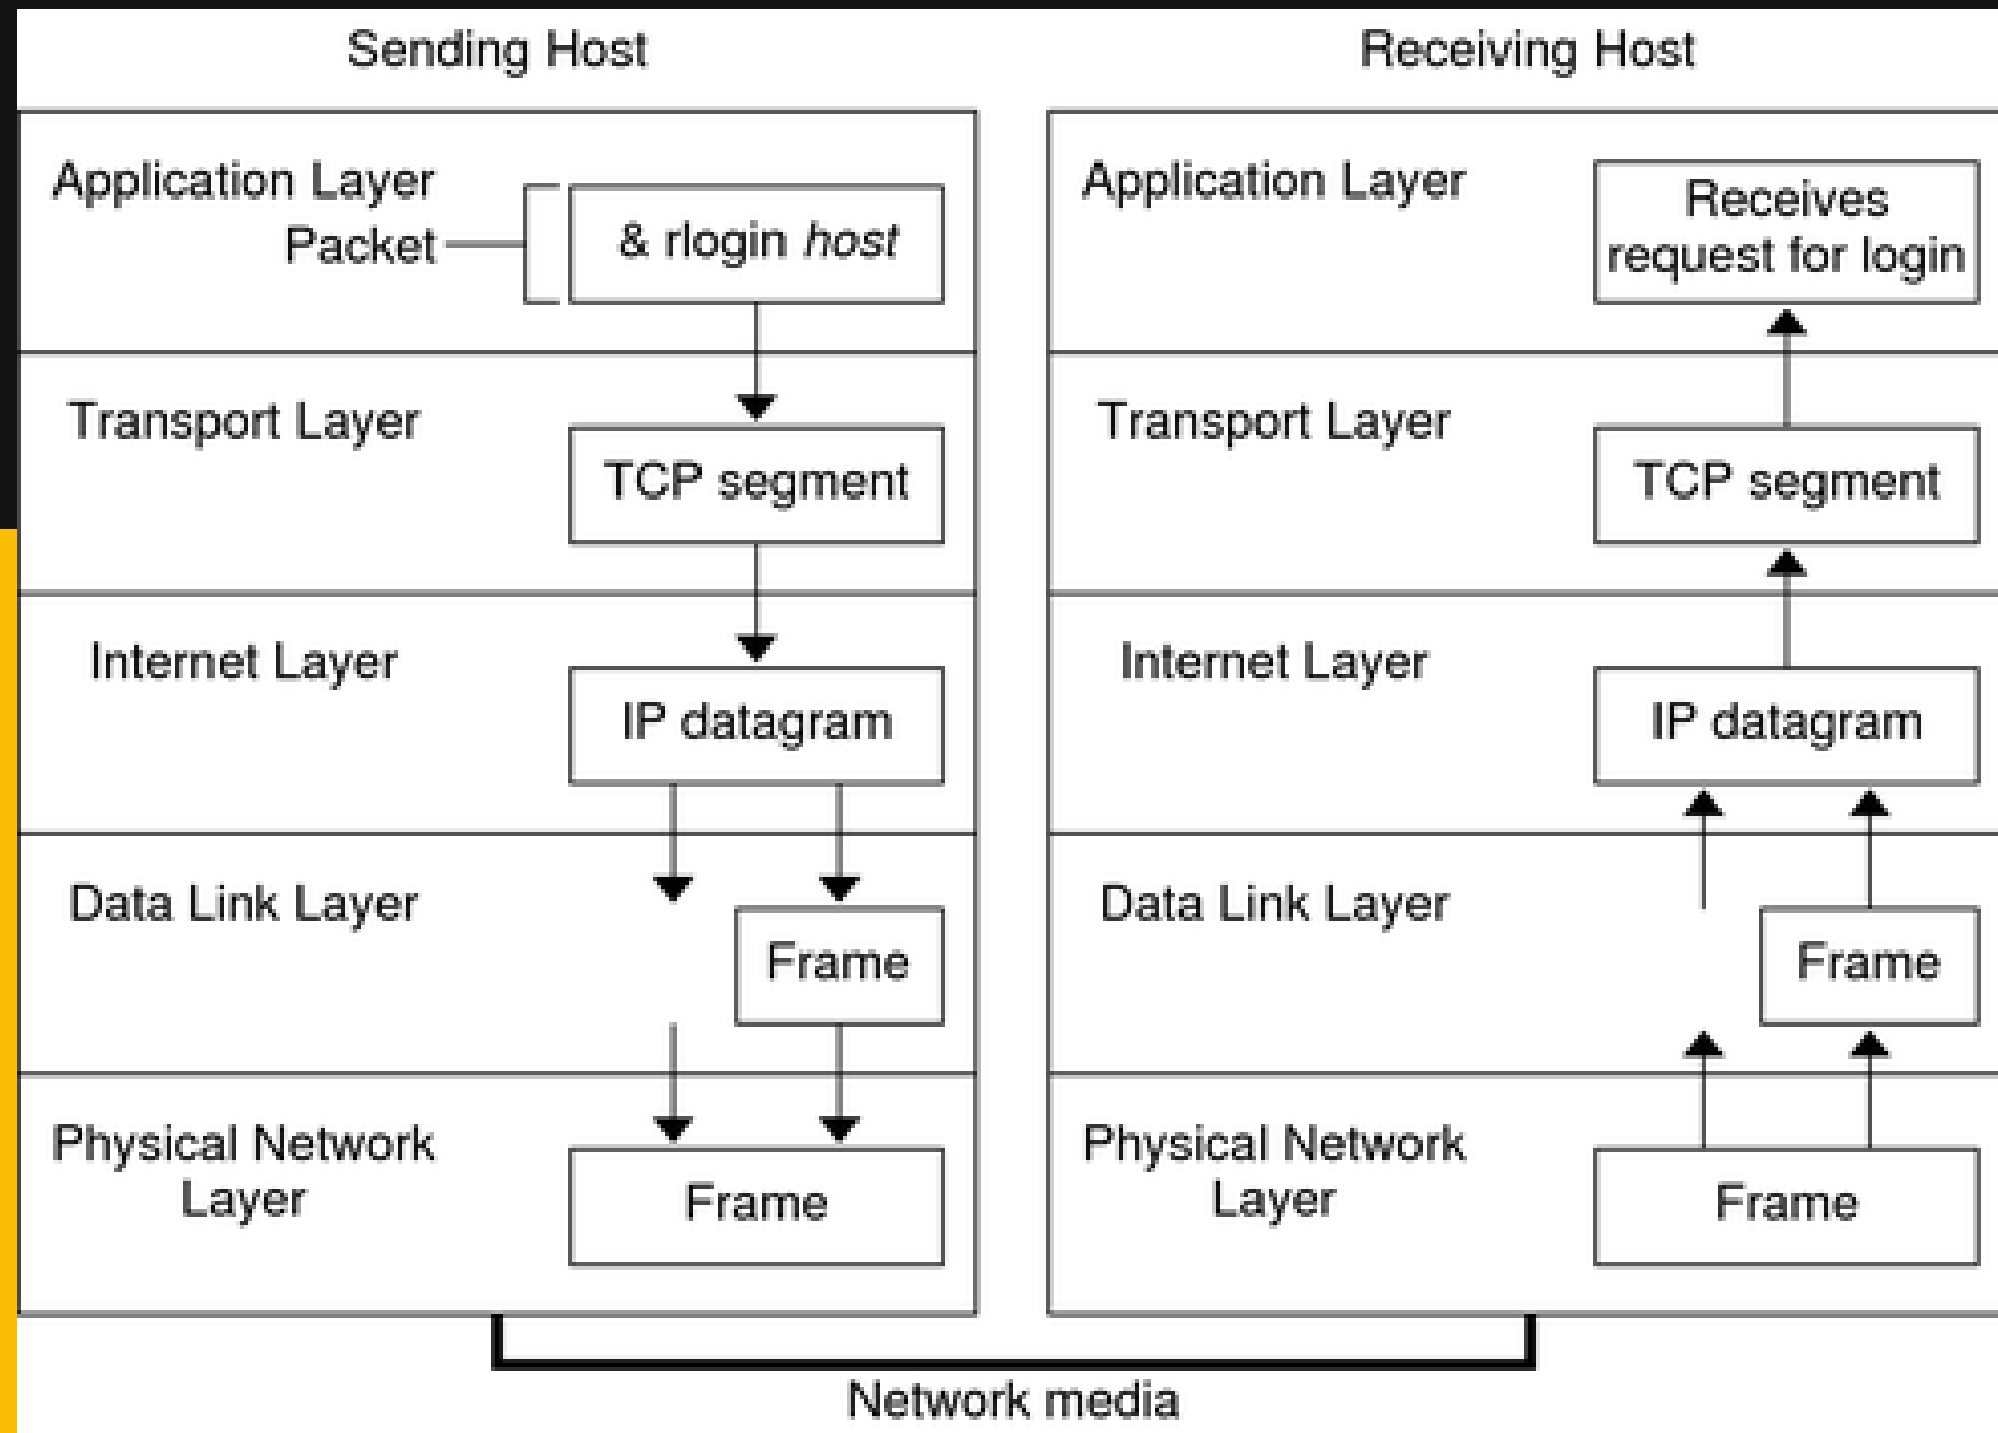 Sending Host
Application Layer
Packet
& rlogin host
Transport Layer
TCP segment
Internet Layer
IP datagram
Data Link Layer
Frame
Physical Network
Layer
Frame
Receiving Host
Application Layer
Receives
request for login
Transport Layer
TCP segment
Internet Layer
IP datagram
Data Link Layer
Frame
Physical Network
Layer
Frame
Network media